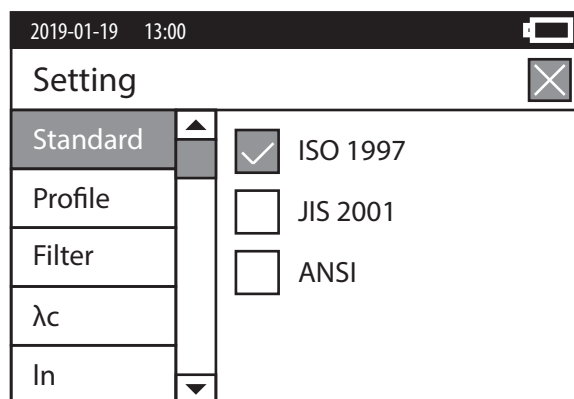 2019-01-19 13:00
Setting
Standard
Profile
Filter
λc
ln
ISO 1997
JIS 2001
ANSI